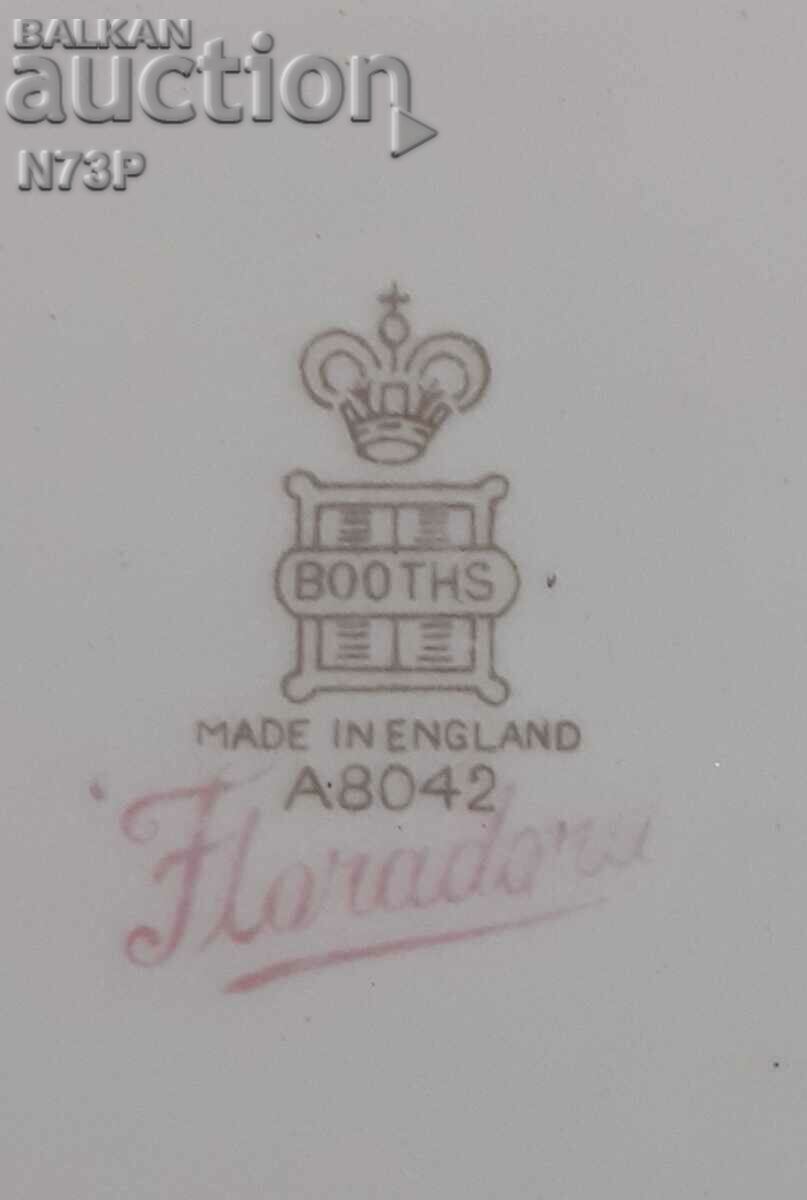 BALKAN
auction
N73P
BOOTHS
MADE IN ENGLAND
A8042
Floradora